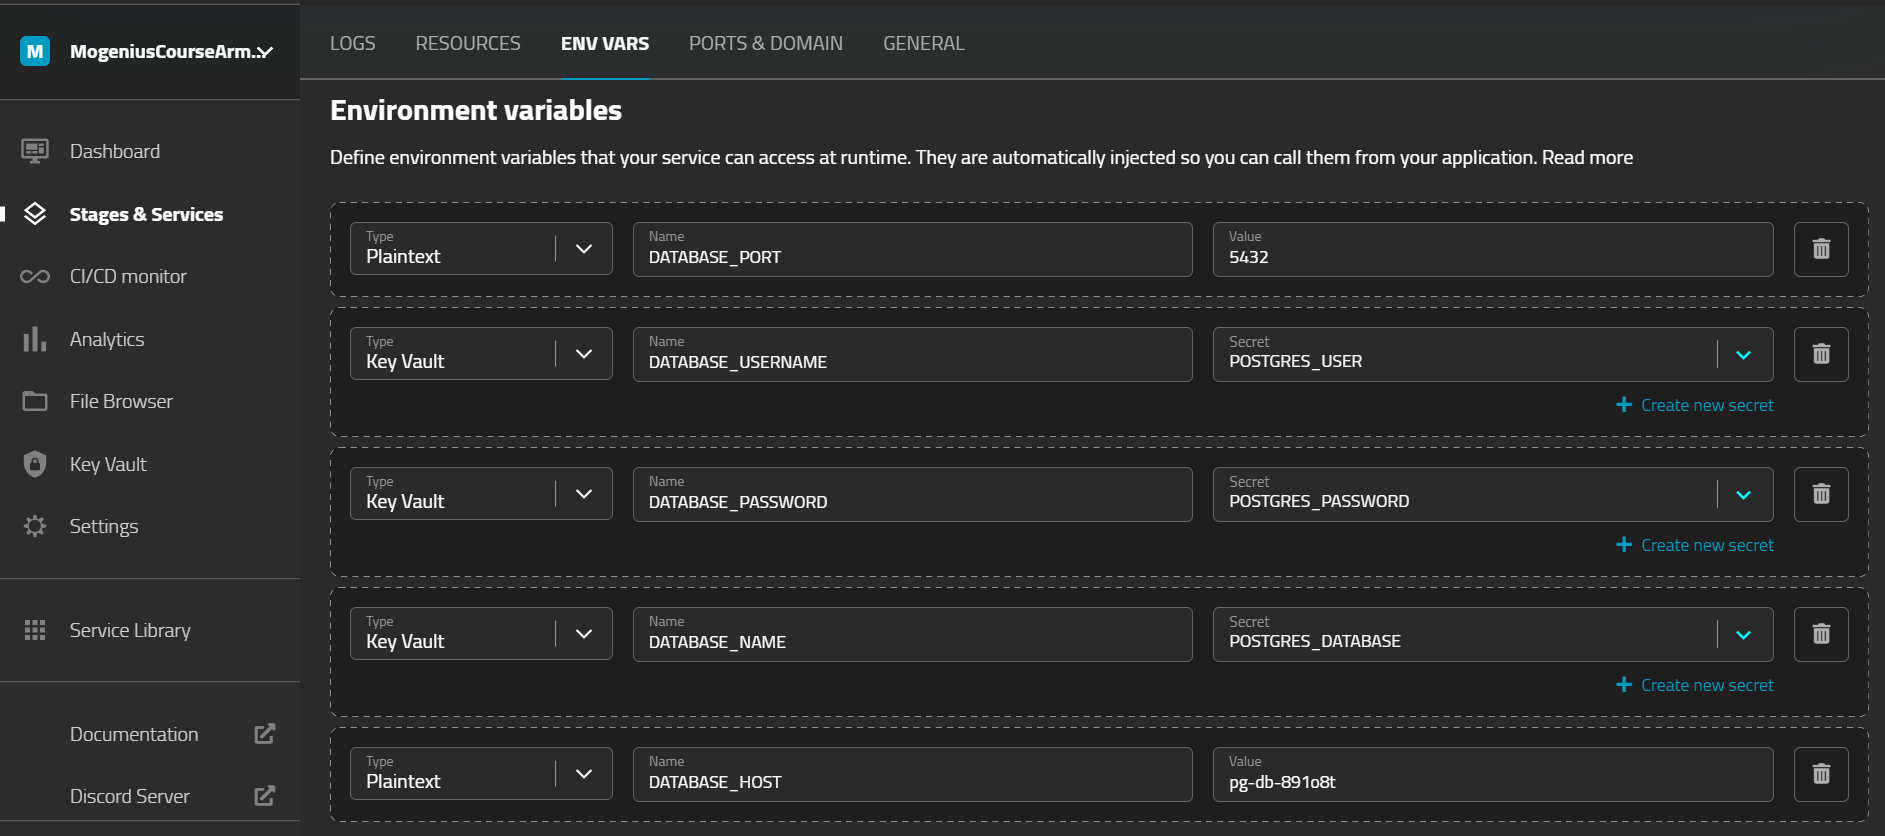 M
MogeniusCourseArm...
Dashboard
Stages & Services
CI/CD monitor
Analytics
File Browser
Key Vault
Settings
Service Library
Documentation
Discord Server
LOGS RESOURCES ENV VARS PORTS & DOMAIN GENERAL
Environment variables
Define environment variables that your service can access at runtime. They are automatically injected so you can call them from your application. Read more
Type Name Value
Plaintext DATABASE_PORT 5432
Type Name Secret
Key Vault DATABASE_USERNAME POSTGRES_USER
Create new secret
Type Name Secret
Key Vault DATABASE_PASSWORD POSTGRES_PASSWORD
Create new secret
Type Name Secret
Key Vault DATABASE_NAME POSTGRES_DATABASE
Create new secret
Type Name Value
Plaintext DATABASE_HOST pg-db-891o8t